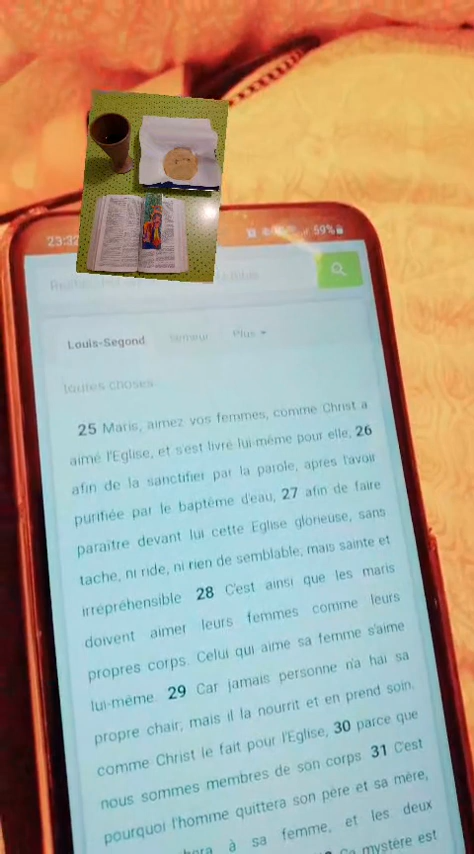 23:32 59%
Louis-Segond Semeur Plus
toutes choses.
25 Maris, aimez vos femmes, comme Christ a
aimé l'Eglise, et s'est livré lui-même pour elle, 26
afin de la sanctifier par la parole, après l'avoir
purifiée par le baptême d'eau, 27 afin de faire
paraître devant lui cette Eglise glorieuse, sans
tache, ni ride, ni rien de semblable, mais sainte et
irrépréhensible. 28 C'est ainsi que les maris
doivent aimer leurs femmes comme leurs
propres corps. Celui qui aime sa femme s'aime
lui-même. 29 Car jamais personne n'a haï sa
propre chair; mais il la nourrit et en prend soin,
comme Christ le fait pour l'Eglise, 30 parce que
nous sommes membres de son corps. 31 C'est
pourquoi l'homme quittera son père et sa mère,
à sa femme, et les deux
mystère est